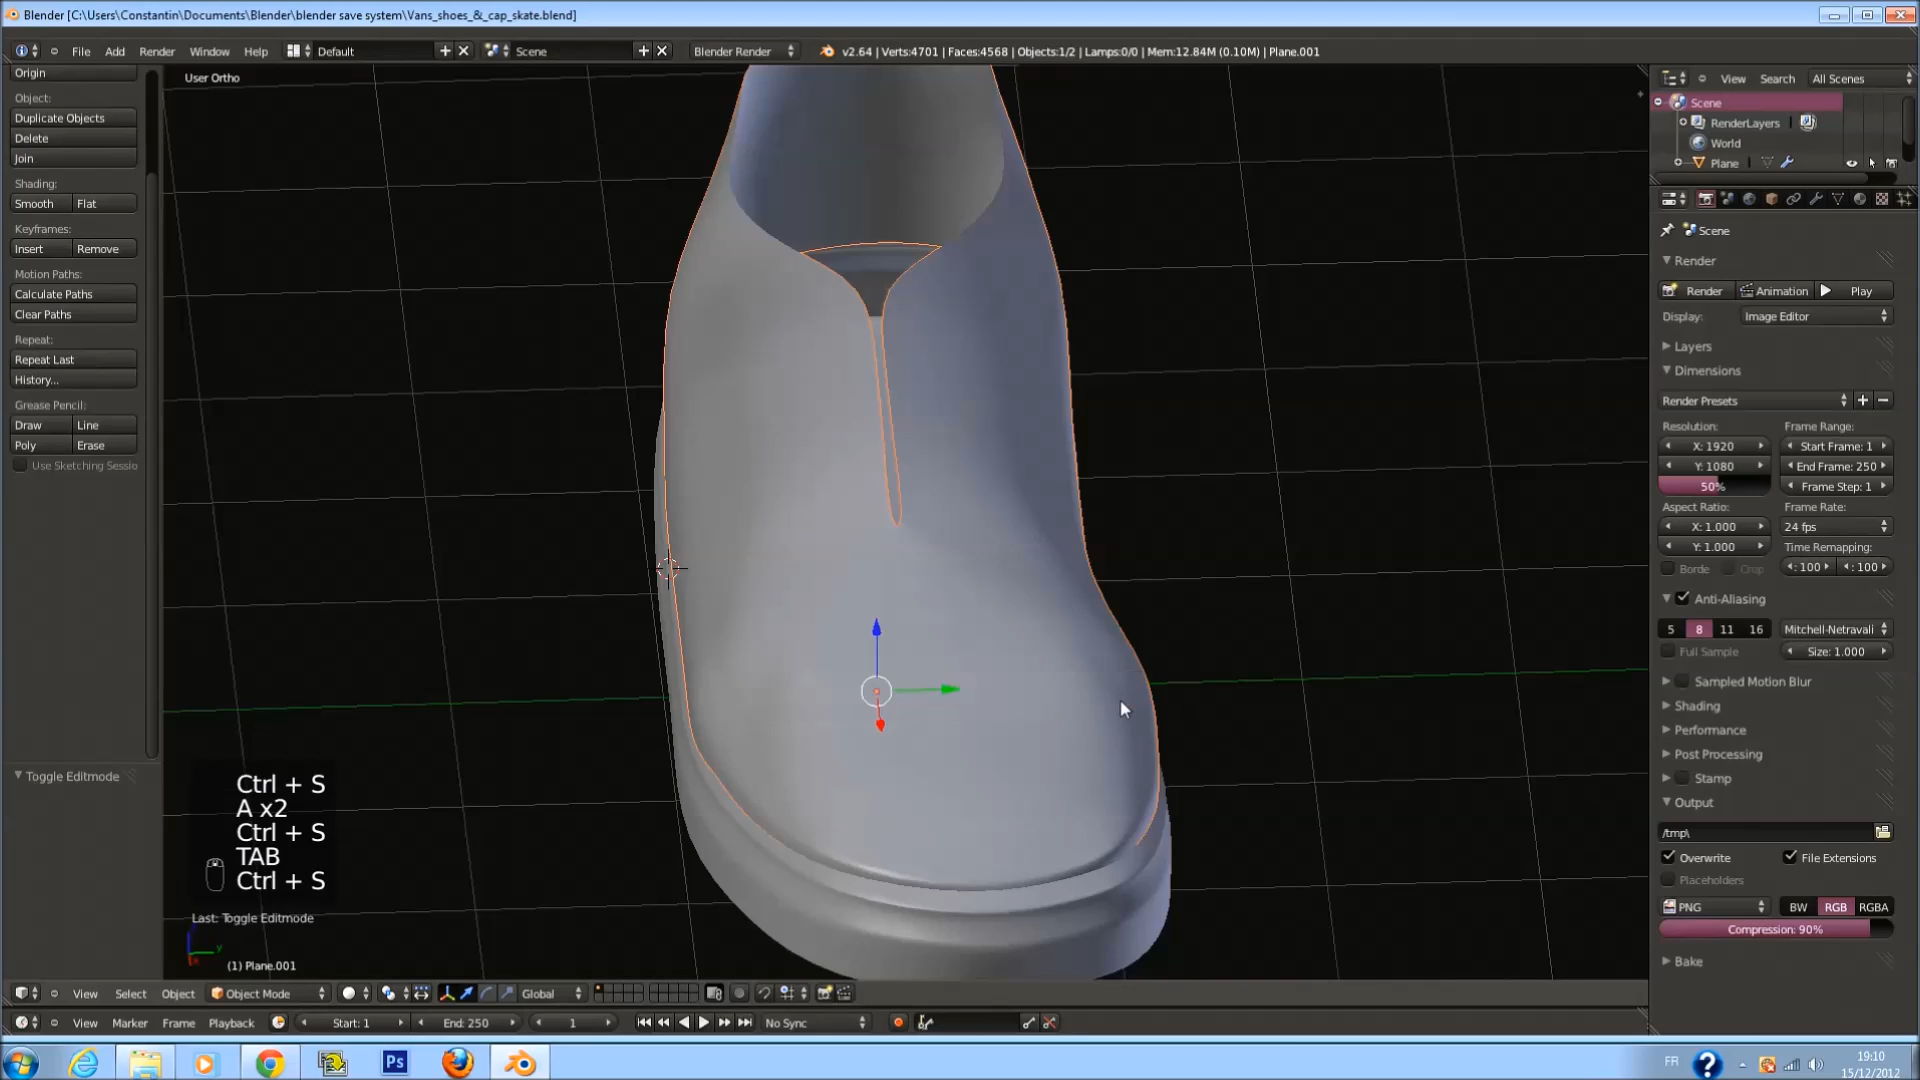 Blender [C:\Users\Constantin\Documents\Blender\blender save system\Vans_shoes_&_cap_skate.blend]
File Add Render Window Help Default Scene Blender Render v2.64 | Verts:4701 | Faces:4568 | Objects:1/2 | Lamps:0/0 | Mem:12.84M (0.10M) | Plane.001
Origin
Object:
Duplicate Objects
Delete
Join
Shading:
Smooth Flat
Keyframes:
Insert Remove
Motion Paths:
Calculate Paths
Clear Paths
Repeat:
Repeat Last
History...
Grease Pencil:
Draw Line
Poly Erase
Use Sketching Sessio
Toggle Editmode
User Ortho
Ctrl + S
A x2
Ctrl + S
TAB
Ctrl + S
Last: Toggle Editmode
(1) Plane.001
View Search All Scenes
Scene
RenderLayers
World
Plane
Scene
Render
Render Animation Play
Display: Image Editor
Layers
Dimensions
Render Presets
Resolution: Frame Range:
X: 1920 Start Frame: 1
Y: 1080 End Frame: 250
50% Frame Step: 1
Aspect Ratio: Frame Rate:
X: 1.000 24 fps
Y: 1.000 Time Remapping:
Borde Crop : 100 : 100
Anti-Aliasing
5 8 11 16 Mitchell-Netravali
Full Sample Size: 1.000
Sampled Motion Blur
Shading
Performance
Post Processing
Stamp
Output
/tmp\
Overwrite File Extensions
Placeholders
PNG BW RGB RGBA
Compression: 90%
Bake
View Select Object Object Mode Global
View Marker Frame Playback Start: 1 End: 250 1 No Sync
Ps FR 19:10
15/12/2012